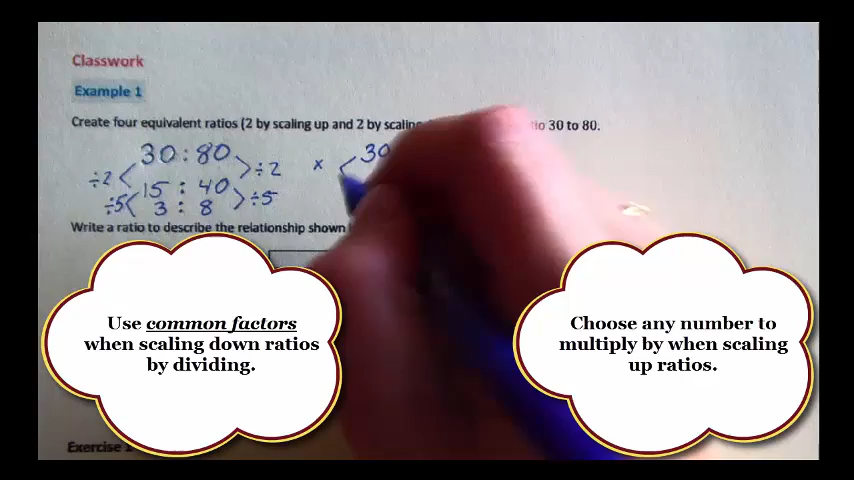 Classwork
Example 1
Create four equivalent ratios (2 by scaling up and 2 by scaling 30 to 80.
30 : 80
÷2 ÷2
15 : 40
÷5 ÷5
3 : 8
x 30
Write a ratio to describe the relationship shown
Use common factors
when scaling down ratios
by dividing.
Choose any number to
multiply by when scaling
up ratios.
Exercise